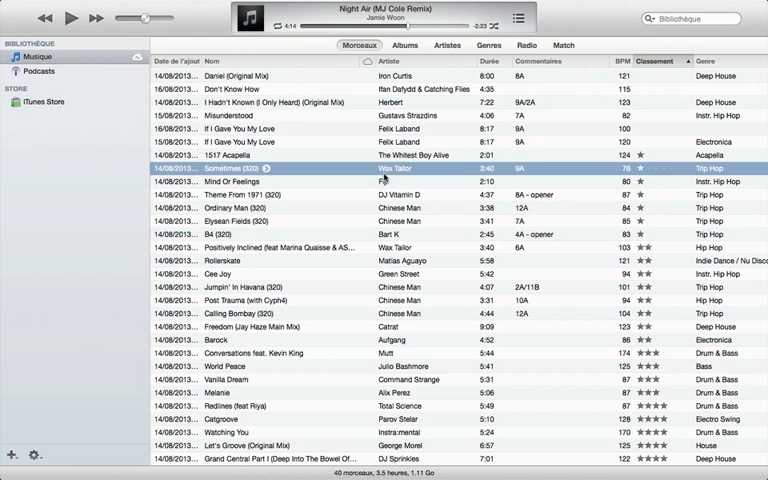 Night Air (MJ Cole Remix)
Jamie Woon
4:14 -2:23
Bibliothèque
BIBLIOTHÈQUE
Musique
Podcasts
STORE
iTunes Store
Morceaux Albums Artistes Genres Radio Match
Date de l'ajout Nom Artiste Durée Commentaires BPM Classement Genre
14/08/2013... Daniel (Original Mix) Iron Curtis 8:00 8A 121 Deep House
16/08/2013... Don't Know How Ifan Dafydd & Catching Flies 4:35 115
14/08/2013... I Hadn't Known (I Only Heard) (Original Mix) Herbert 7:22 9A/2A 123 Deep House
15/08/2013... Misunderstood Gustavs Strazdins 4:06 7A 82 Instr. Hip Hop
16/08/2013... If I Gave You My Love Felix Laband 8:17 9A 100
15/08/2013... If I Gave You My Love Felix Laband 8:17 9A 120 Electronica
14/08/2013... 1517 Acapella The Whitest Boy Alive 2:01 124 ★ Acapella
14/08/2013... Sometimes (320) Wax Tailor 3:40 9A 76 ★ Trip Hop
14/08/2013... Mind Or Feelings 2:10 80 ★ Instr. Hip Hop
14/08/2013... Theme From 1971 (320) DJ Vitamin D 4:37 8A - opener 87 ★ Trip Hop
14/08/2013... Ordinary Man (320) Chinese Man 3:38 12A 84 ★ Trip Hop
14/08/2013... Elysean Fields (320) Chinese Man 3:41 7A 85 ★ Trip Hop
14/08/2013... B4 (320) Bart K 2:45 4A - opener 83 ★ Trip Hop
14/08/2013... Positively Inclined (feat Marina Quaisse & AS... Wax Tailor 3:40 6A 103 ★★ Hip Hop
14/08/2013... Rollerskate Matias Aguayo 5:58 121 ★★ Indie Dance / Nu Disco
14/08/2013... Cee Joy Green Street 5:42 94 ★★ Instr. Hip Hop
14/08/2013... Jumpin' In Havana (320) Chinese Man 4:07 2A/11B 101 ★★ Trip Hop
14/08/2013... Post Trauma (with Cyph4) Chinese Man 3:31 10A 94 ★★ Hip Hop
14/08/2013... Calling Bombay (320) Chinese Man 4:44 12A 104 ★★ Trip Hop
14/08/2013... Freedom (Jay Haze Main Mix) Catrat 9:09 123 ★★ Deep House
14/08/2013... Barock Aufgang 4:52 86 ★★ Electronica
14/08/2013... Conversations feat. Kevin King Mutt 5:44 174 ★★★ Drum & Bass
14/08/2013... World Peace Julio Bashmore 5:41 125 ★★★ Bass
14/08/2013... Vanilla Dream Command Strange 5:31 87 ★★★ Drum & Bass
14/08/2013... Melanie Alix Perez 5:06 87 ★★★ Drum & Bass
14/08/2013... Redlines (feat Riya) Total Science 5:49 87 ★★★★ Drum & Bass
14/08/2013... Catgroove Parov Stelar 5:10 128 ★★★★ Electro Swing
14/08/2013... Watching You Instra:mental 5:24 170 ★★★★ Drum & Bass
14/08/2013... Let's Groove (Original Mix) George Morel 6:57 125 ★★★★ House
14/08/2013... Grand Central Part I (Deep Into The Bowel Of... DJ Sprinkles 7:01 122 ★★★★ Deep House
40 morceaux, 3.5 heures, 1.11 Go